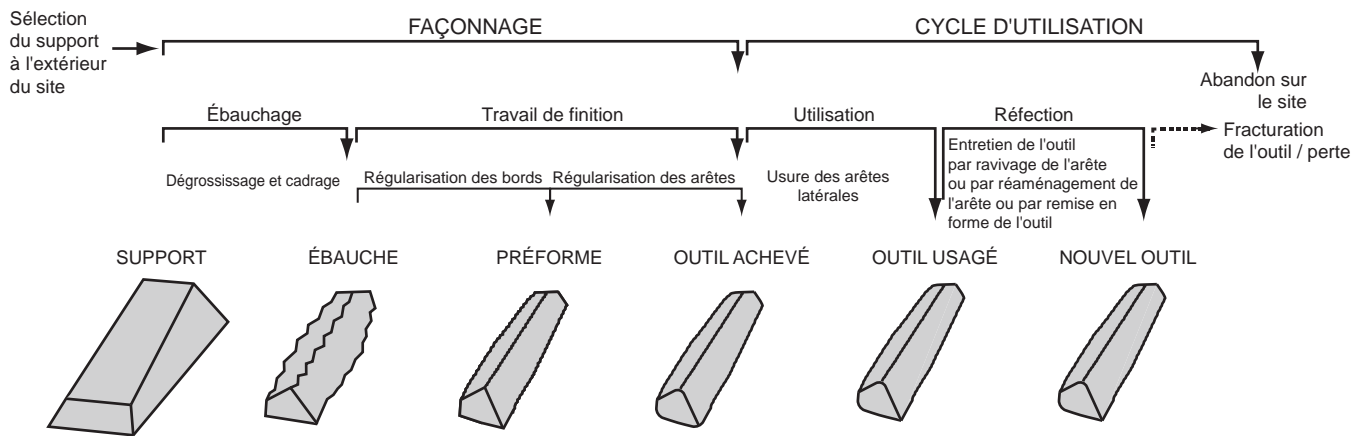 Sélection
du support
à l'extérieur
du site
FAÇONNAGE
CYCLE D'UTILISATION
Abandon sur
le site
Ébauchage
Travail de finition
Utilisation
Réfection
Fracturation
de l'outil / perte
Dégrossissage et cadrage
Régularisation des bords
Régularisation des arêtes
Usure des arêtes
latérales
Entretien de l'outil
par ravivage de l'arête
ou par réaménagement de
l'arête ou par remise en
forme de l'outil
SUPPORT
ÉBAUCHE
PRÉFORME
OUTIL ACHEVÉ
OUTIL USAGÉ
NOUVEL OUTIL